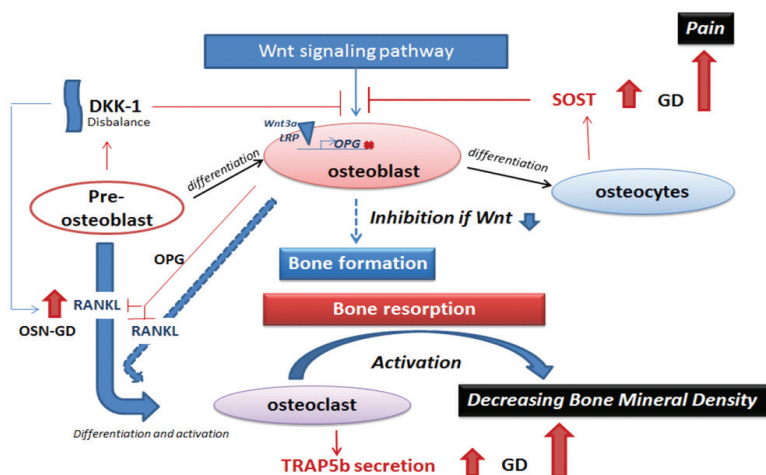 Pain
Wnt signaling pathway
DKK-1
Disbalance
SOST
GD
Wnt3a
LRP
OPG
osteoblast
differentiation
differentiation
Pre-
osteoblast
osteocytes
Inhibition if Wnt
OPG
Bone formation
RANKL
OSN-GD
RANKL
Bone resorption
Activation
osteoclast
Decreasing Bone Mineral Density
Differentiation and activation
TRAP5b secretion
GD